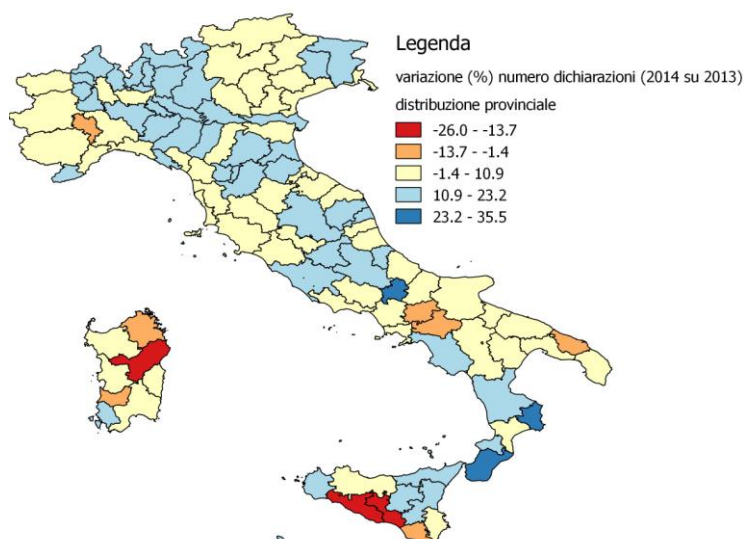 Legenda
variazione (%) numero dichiarazioni (2014 su 2013)
distribuzione provinciale
-26.0 - -13.7
-13.7 - -1.4
-1.4 - 10.9
10.9 - 23.2
23.2 - 35.5